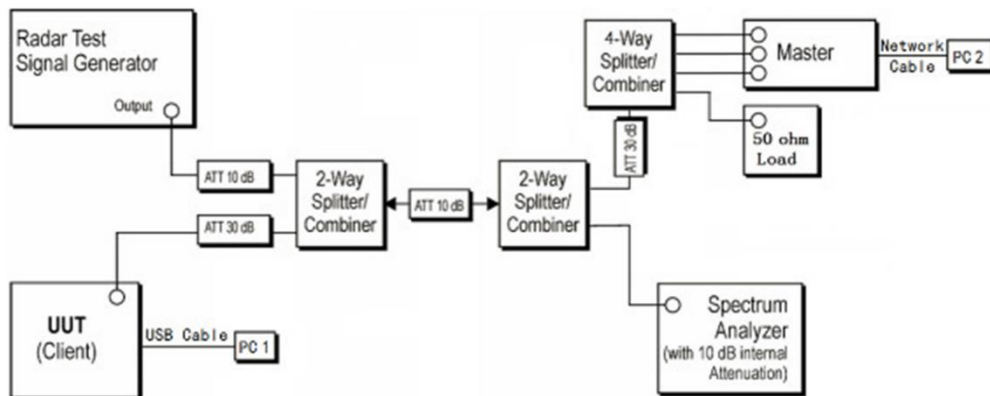 Radar Test
Signal Generator
Output
ATT 10 dB
ATT 30 dB
2-Way
Splitter/
Combiner
ATT 10 dB
2-Way
Splitter/
Combiner
4-Way
Splitter/
Combiner
ATT 30 dB
Master
Network
Cable
PC 2
50 ohm
Load
UUT
(Client)
USB Cable
PC 1
Spectrum
Analyzer
(with 10 dB internal
Attenuation)